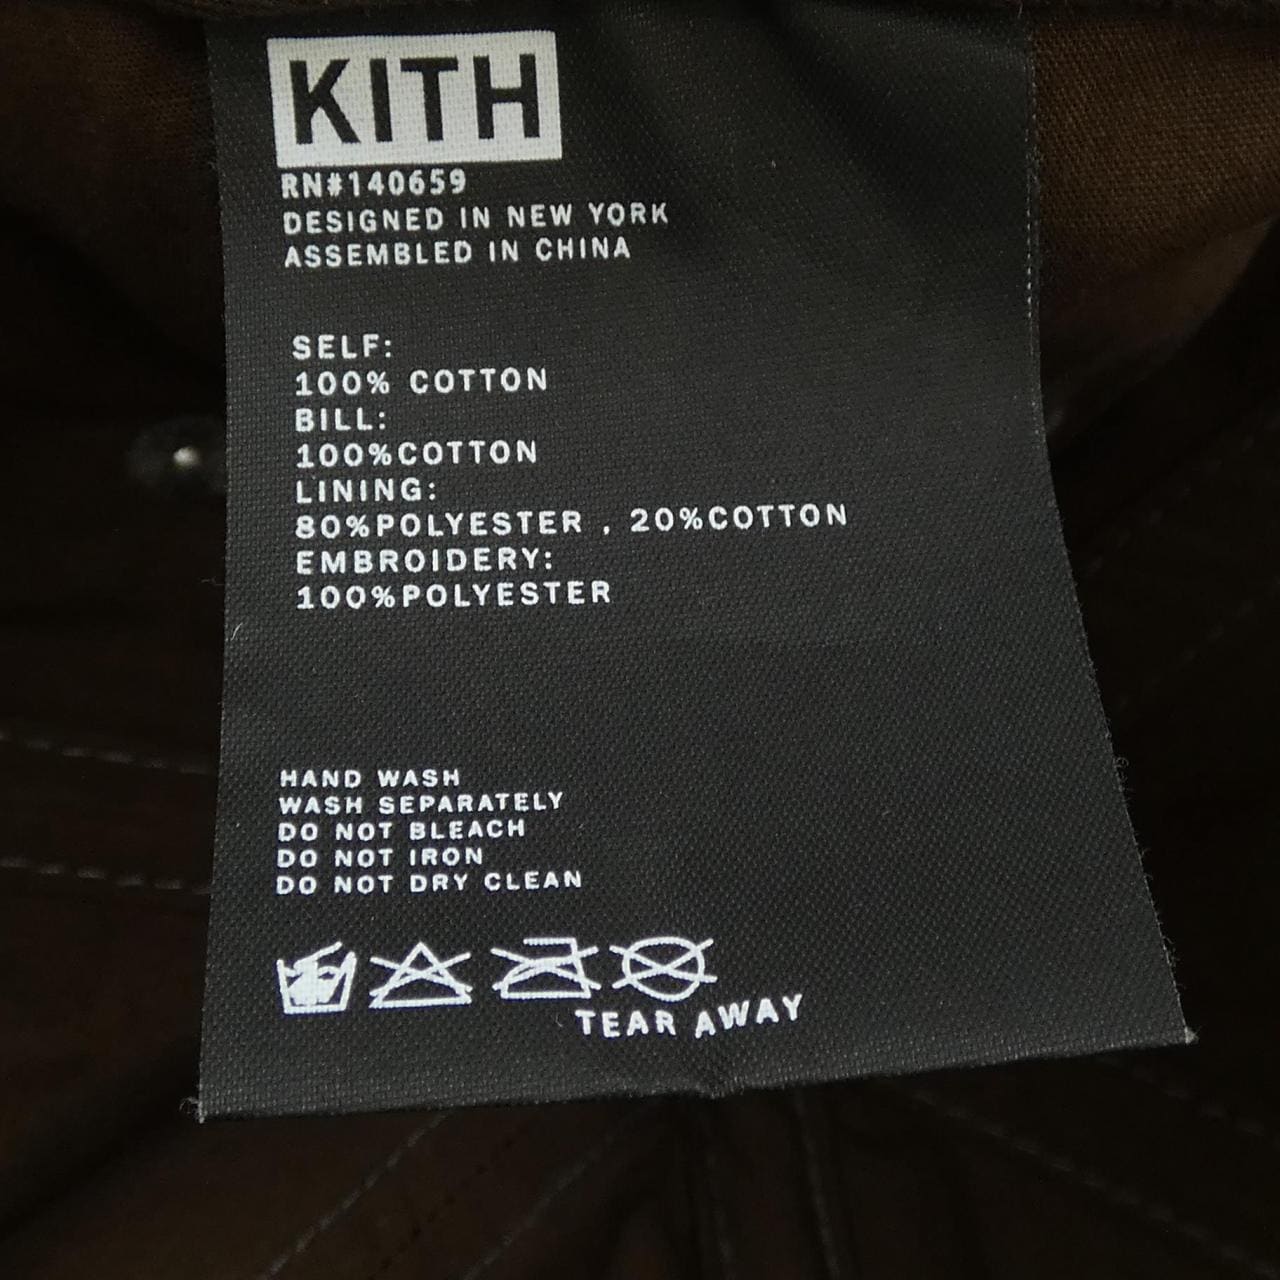 KITH
RN#140659
DESIGNED IN NEW YORK
ASSEMBLED IN CHINA
SELF:
100% COTTON
BILL:
100%COTTON
LINING:
80%POLYESTER , 20%COTTON
EMBROIDERY:
100%POLYESTER
HAND WASH
WASH SEPARATELY
DO NOT BLEACH
DO NOT IRON
DO NOT DRY CLEAN
TEAR AWAY